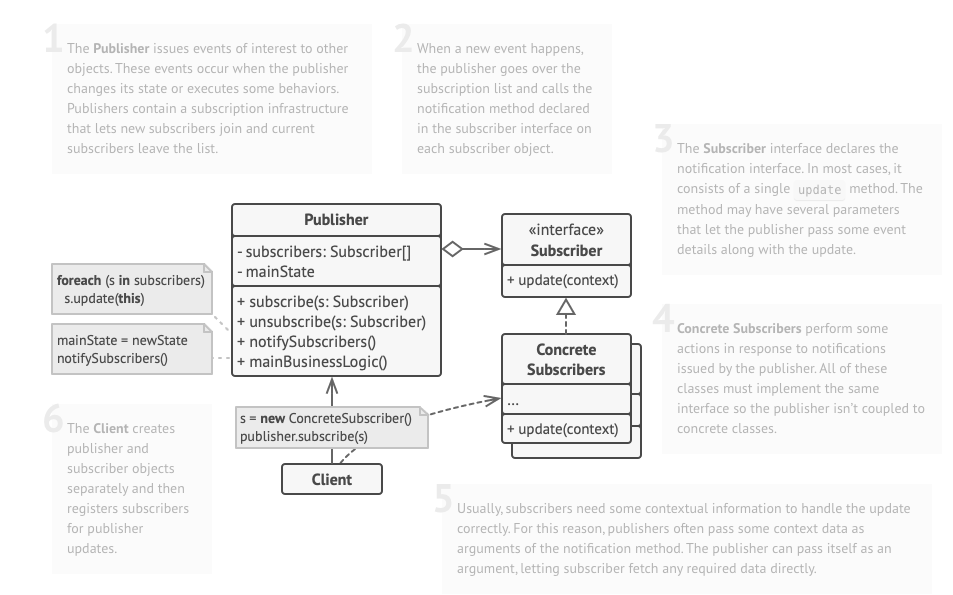 1
The Publisher issues events of interest to other
objects. These events occur when the publisher
changes its state or executes some behaviors.
Publishers contain a subscription infrastructure
that lets new subscribers join and current
subscribers leave the list.
2
When a new event happens,
the publisher goes over the
subscription list and calls the
notification method declared
in the subscriber interface on
each subscriber object.
3
The Subscriber interface declares the
notification interface. In most cases, it
consists of a single update method. The
method may have several parameters
that let the publisher pass some event
details along with the update.
Publisher
- subscribers: Subscriber[]
- mainState
+ subscribe(s: Subscriber)
+ unsubscribe(s: Subscriber)
+ notifySubscribers()
+ mainBusinessLogic()
«interface»
Subscriber
+ update(context)
foreach (s in subscribers)
s.update(this)
mainState = newState
notifySubscribers()
4
Concrete Subscribers perform some
actions in response to notifications
issued by the publisher. All of these
classes must implement the same
interface so the publisher isn't coupled to
concrete classes.
Concrete
Subscribers
...
+ update(context)
s = new ConcreteSubscriber()
publisher.subscribe(s)
Client
6
The Client creates
publisher and
subscriber objects
separately and then
registers subscribers
for publisher
updates.
5
Usually, subscribers need some contextual information to handle the update
correctly. For this reason, publishers often pass some context data as
arguments of the notification method. The publisher can pass itself as an
argument, letting subscriber fetch any required data directly.